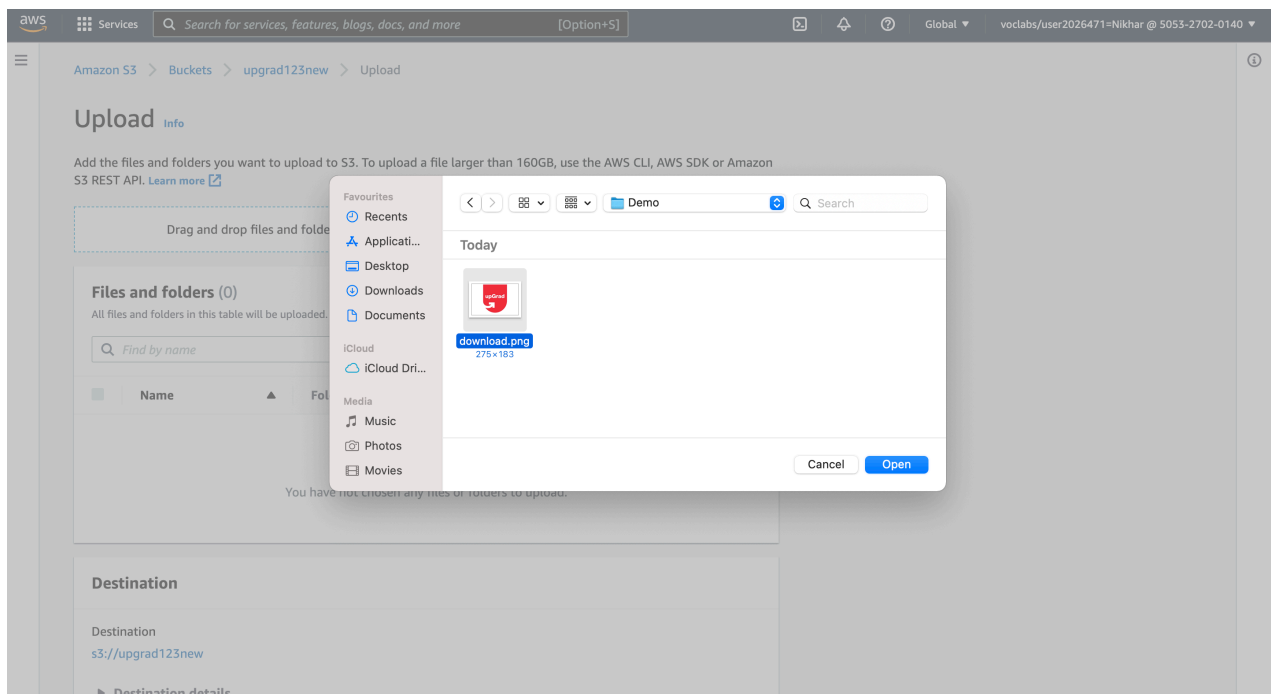 aws Services Search for services, features, blogs, docs, and more [Option+S] Global ▼ voclabs/user2026471=Nikhar @ 5053-2702-0140 ▼
Amazon S3 > Buckets > upgrad123new > Upload
Upload Info
Add the files and folders you want to upload to S3. To upload a file larger than 160GB, use the AWS CLI, AWS SDK or Amazon
S3 REST API. Learn more
Drag and drop files and folde
Files and folders (0)
All files and folders in this table will be uploaded.
Find by name
Name ▲ Fol
You have not chosen any files or folders to upload.
Destination
Destination
s3://upgrad123new
Destination details
Favourites
Recents
Applicati...
Desktop
Downloads
Documents
iCloud
iCloud Dri...
Media
Music
Photos
Movies
Demo
Search
Today
upGrad
download.png
275×183
Cancel Open